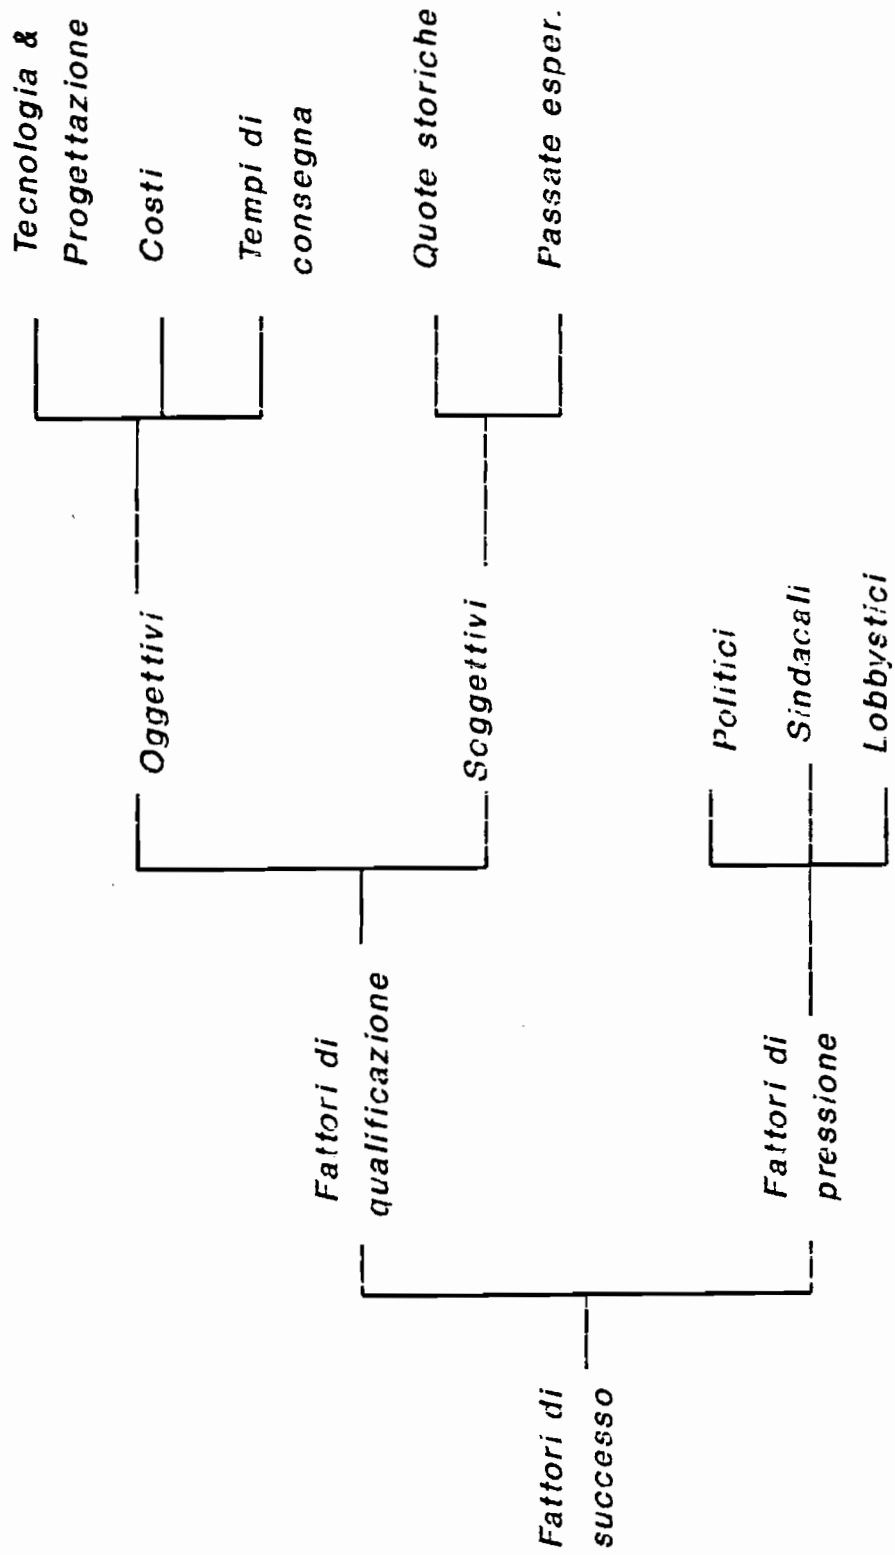 Fattori di
successo
Fattori di
qualificazione
Oggettivi
Tecnologia &
Progettazione
Costi
Tempi di
consegna
Soggettivi
Quote storiche
Passate esper.
Fattori di
pressione
Politici
Sindacali
Lobbystici